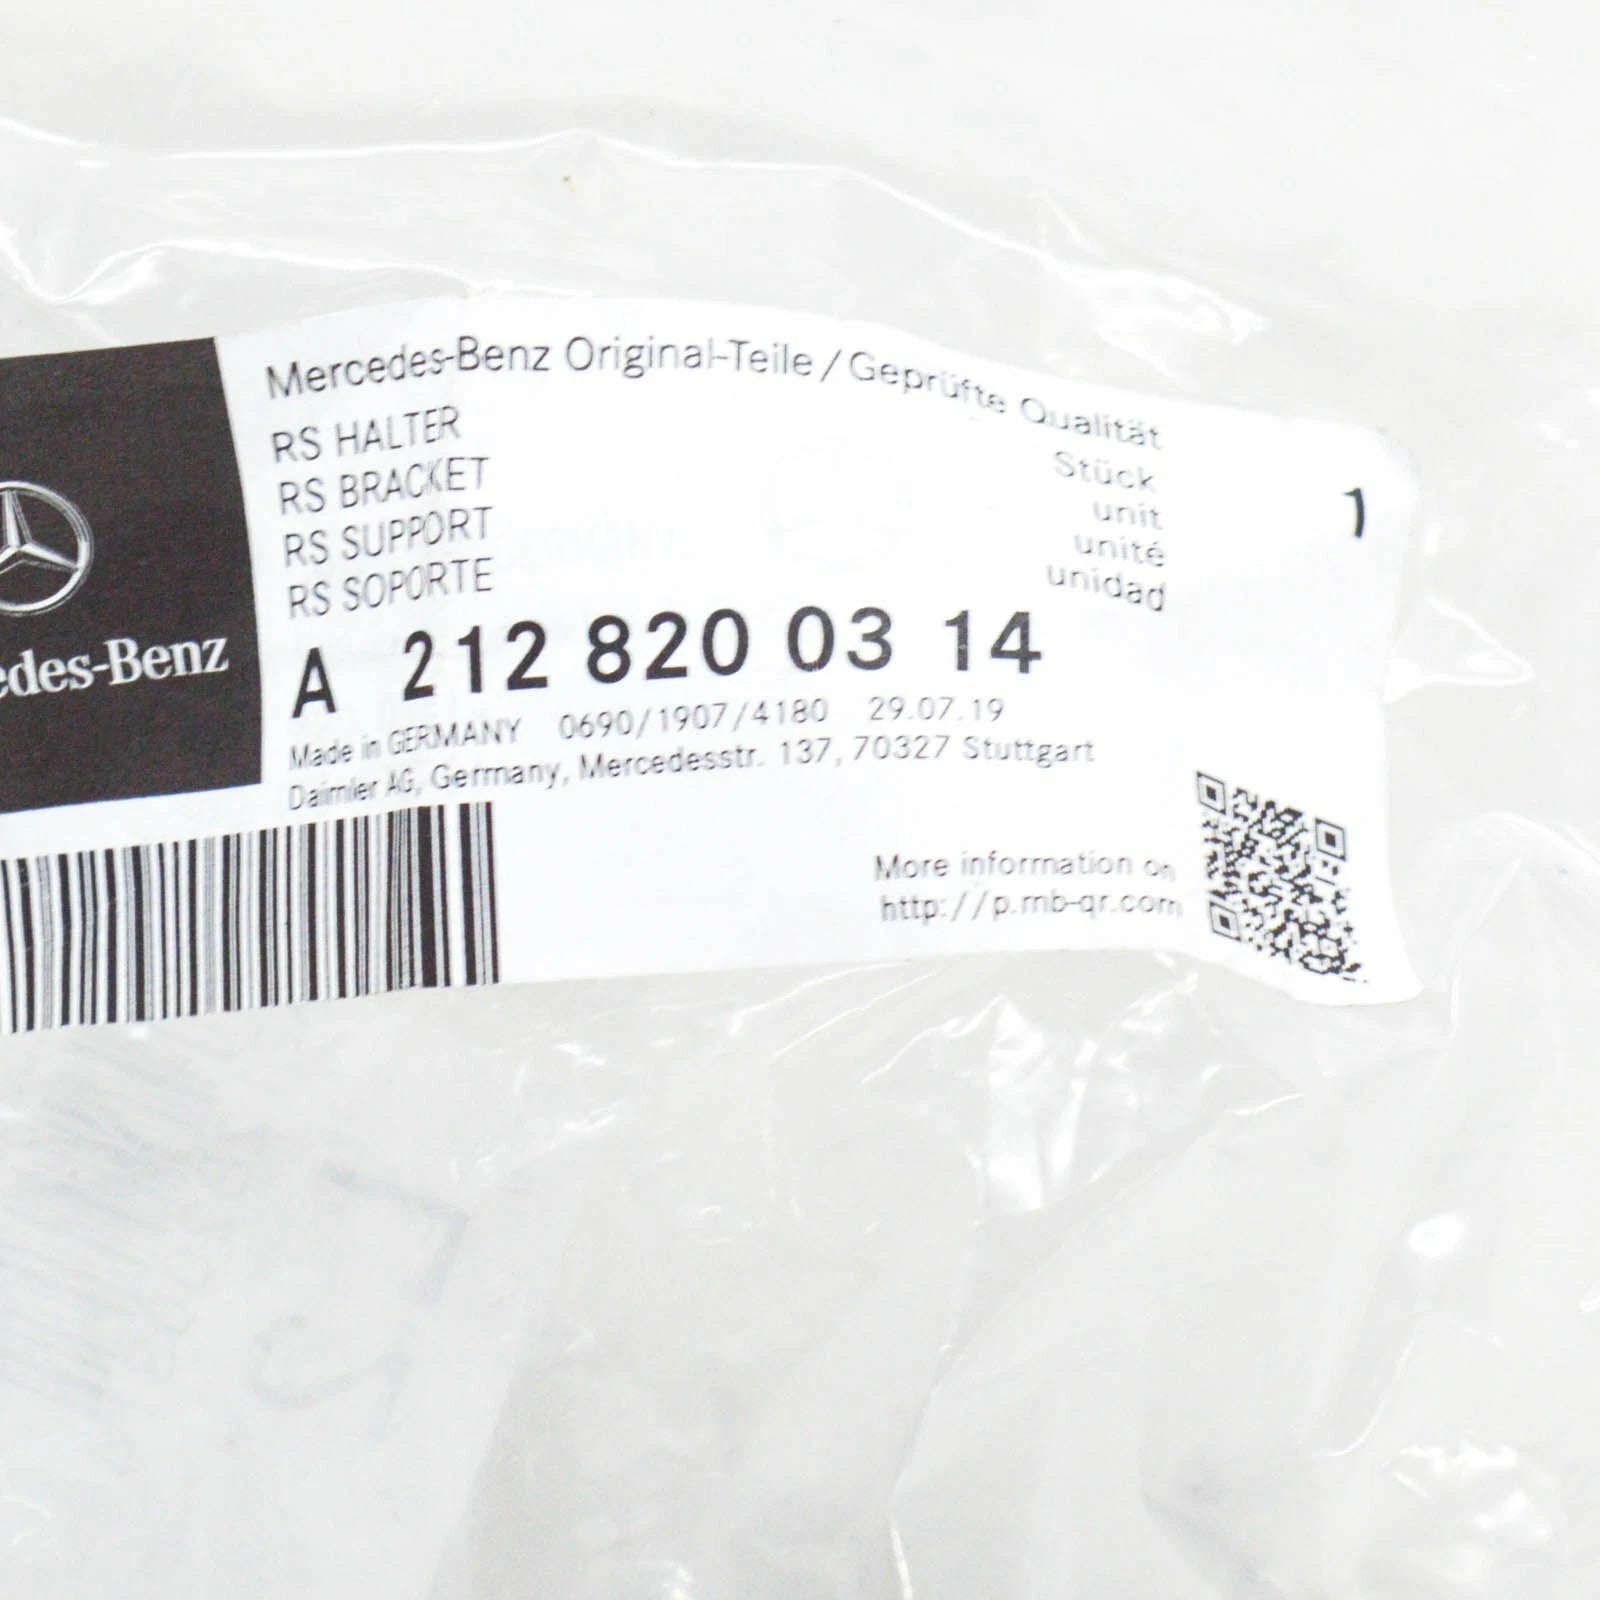 Mercedes-Benz Original-Teile / Geprüfte Qualität
RS HALTER
RS BRACKET
RS SUPPORT
RS SOPORTE
Stück
unit
unité
unidad
1
A 212 820 03 14
Made in GERMANY 0690/1907/4180 29.07.19
Daimler AG, Germany, Mercedesstr. 137, 70327 Stuttgart
More information on
http://p.mb-qr.com
edes-Benz